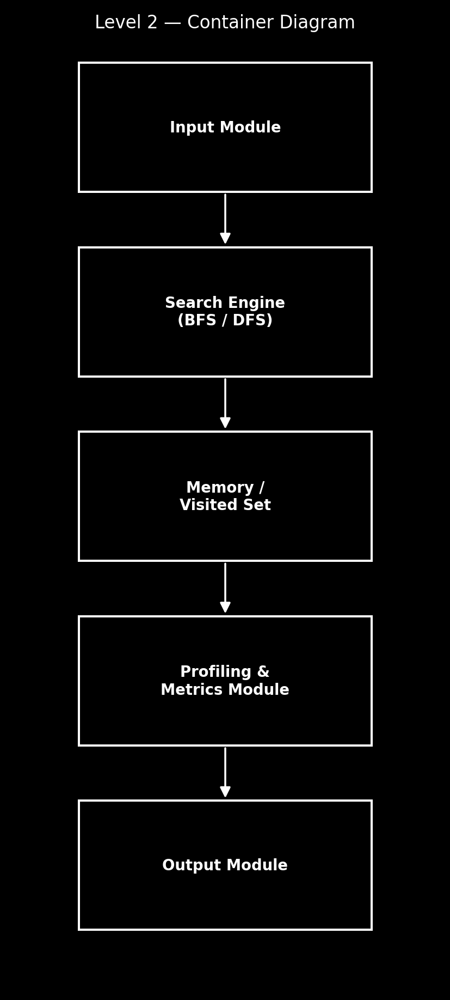 Level 2 — Container Diagram
Input Module
Search Engine
(BFS / DFS)
Memory /
Visited Set
Profiling &
Metrics Module
Output Module